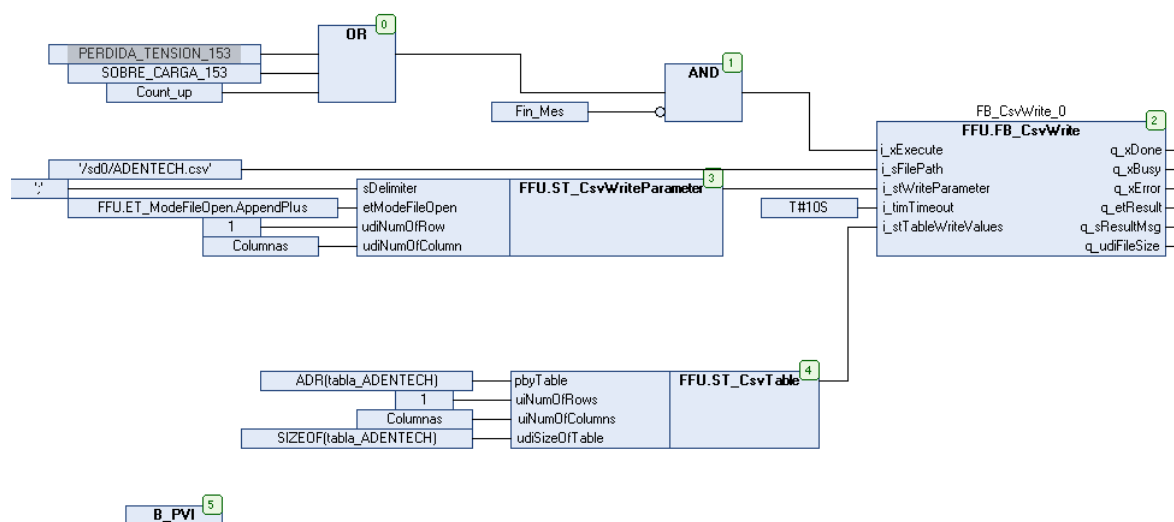 OR
0
PERDIDA_TENSION_153
SOBRE_CARGA_153
Count_up
AND
1
Fin_Mes
FB_CsvWrite_0
FFU.FB_CsvWrite
2
i_xExecute q_xDone
i_sFilePath q_xBusy
i_stWriteParameter q_xError
i_timTimeout q_etResult
i_stTableWriteValues q_sResultMsg
q_udiFileSize
T#10S
'/sd0/ADENTECH.csv'
FFU.ST_CsvWriteParameter
3
sDelimiter
FFU.ET_ModeFileOpen.AppendPlus etModeFileOpen
1 udiNumOfRow
Columnas udiNumOfColumn
FFU.ST_CsvTable
4
ADR(tabla_ADENTECH) pbyTable
1 uiNumOfRows
Columnas uiNumOfColumns
SIZEOF(tabla_ADENTECH) udiSizeOfTable
B_PVI
5